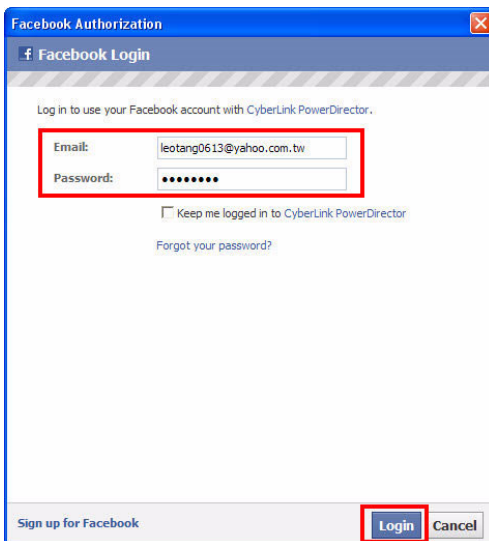 Facebook Authorization
Facebook Login
Log in to use your Facebook account with CyberLink PowerDirector.
Email: leotang0613@yahoo.com.tw
Password: ••••••••
Keep me logged in to CyberLink PowerDirector
Forgot your password?
Sign up for Facebook Login Cancel